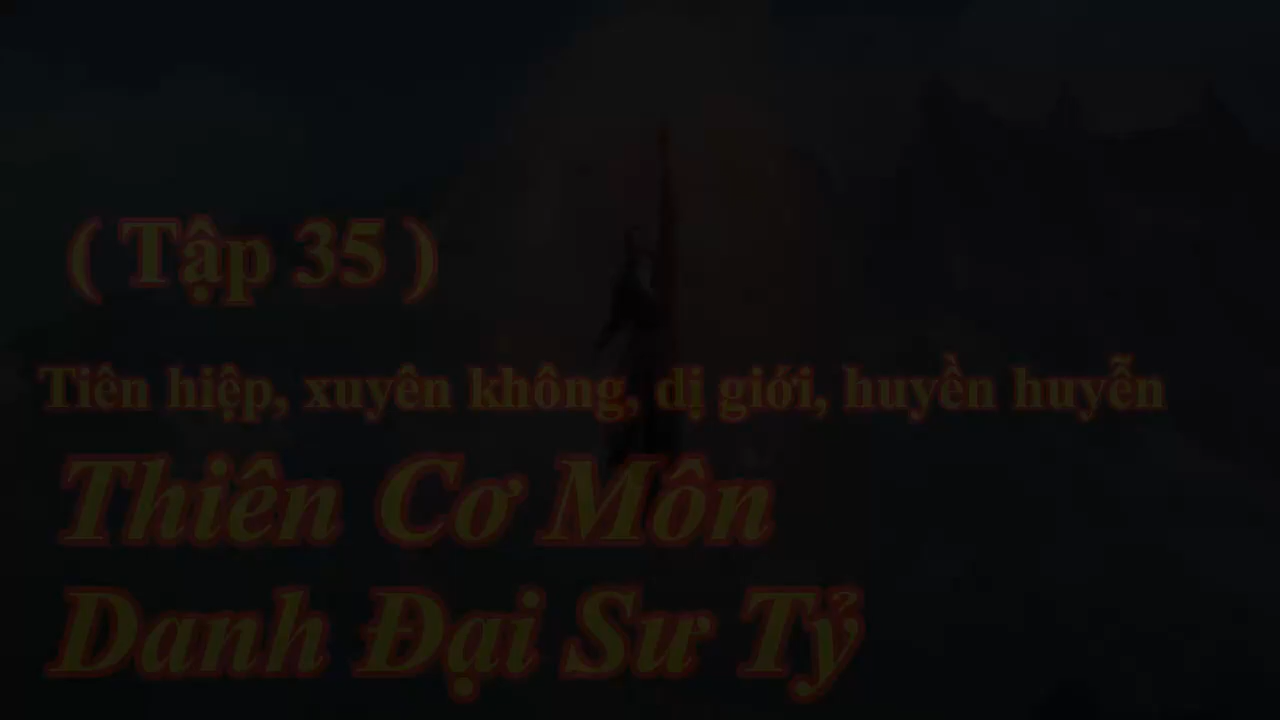 ( Tập 35 )
Tiên hiệp, xuyên không, dị giới, huyền huyễn
Thiên Cơ Môn
Danh Đại Sư Tỷ